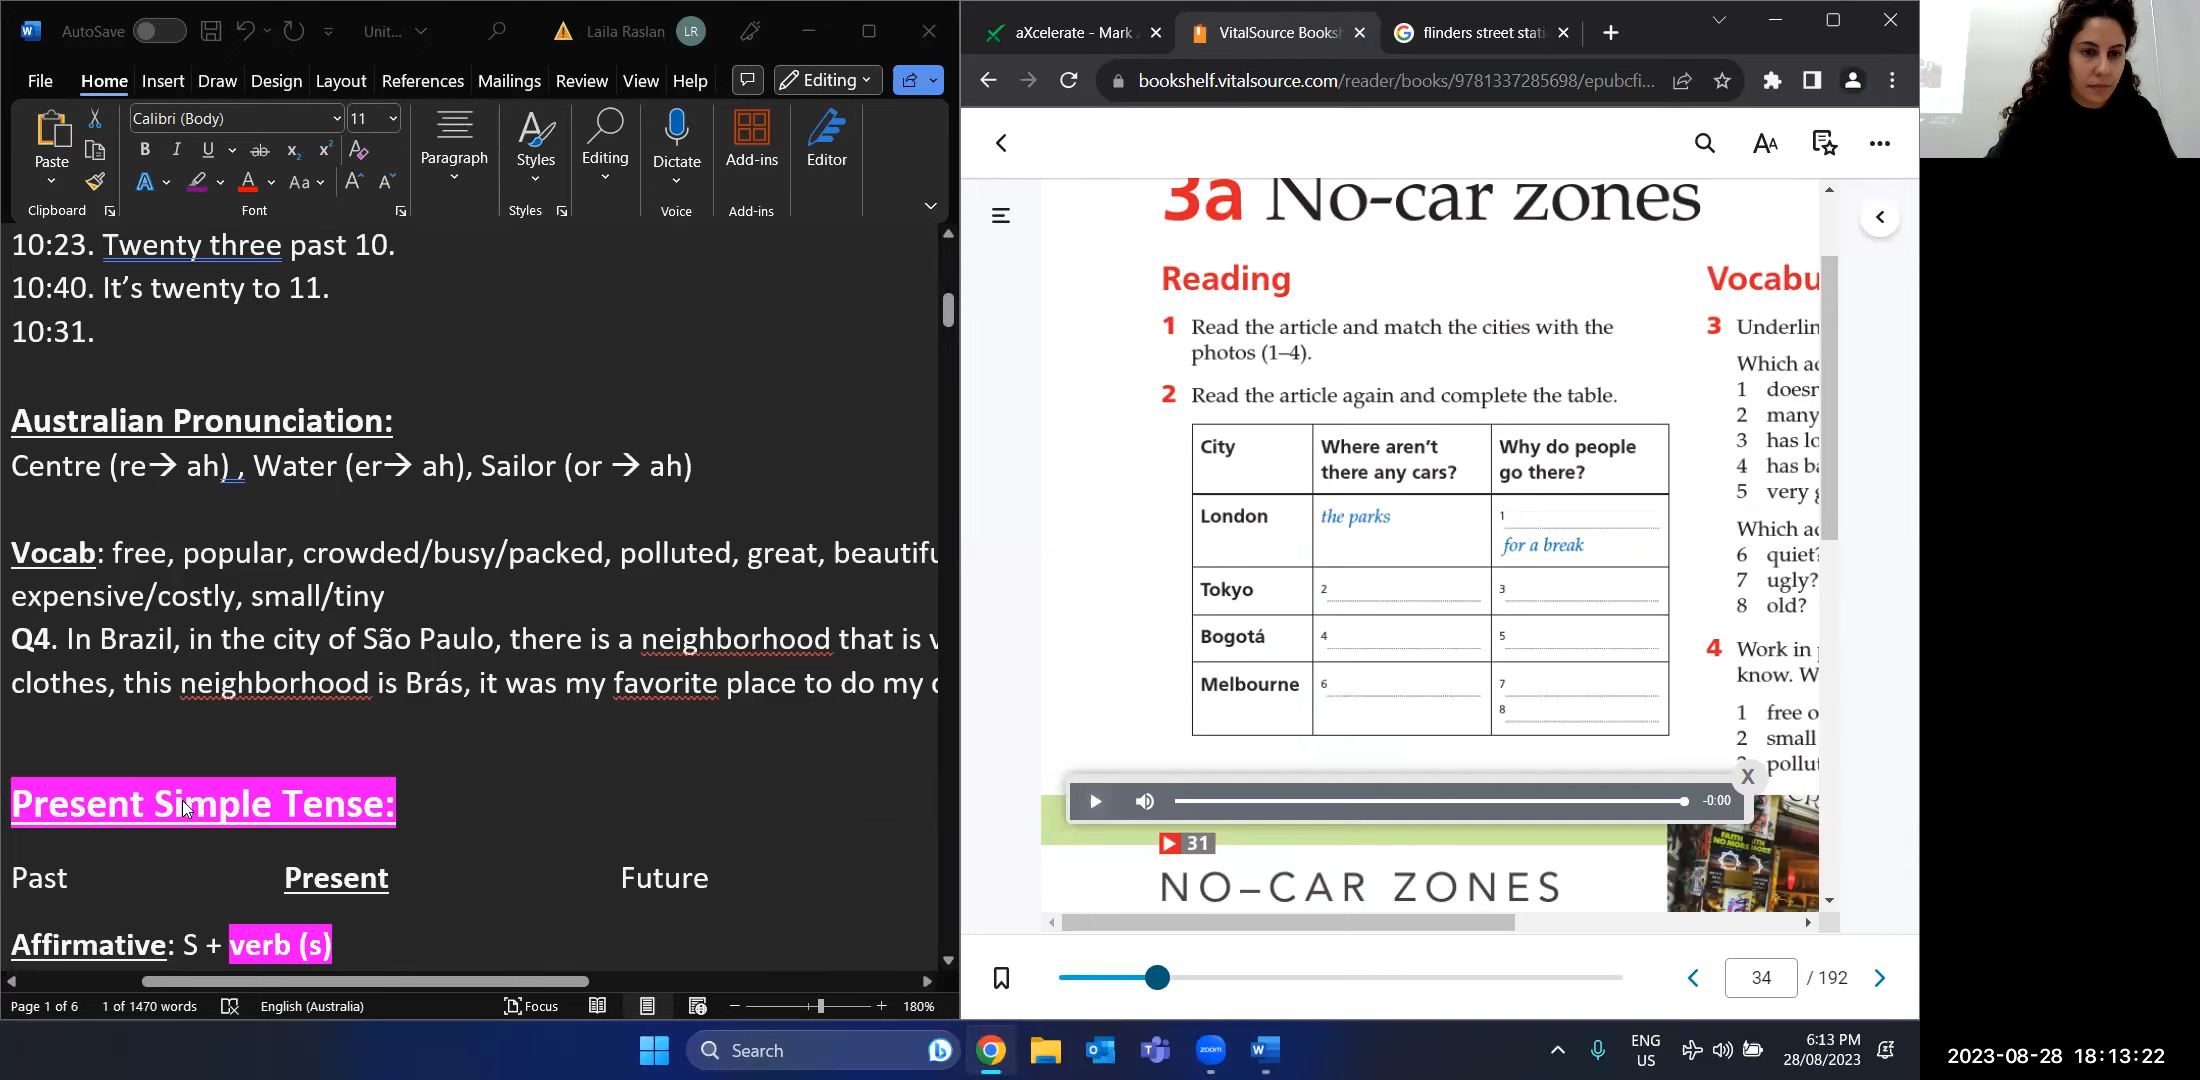 AutoSave
Unit...
Laila Raslan
LR
File Home Insert Draw Design Layout References Mailings Review View Help
Editing
Calibri (Body)
11
Paste
Paragraph
Styles
Editing
Dictate
Add-ins
Editor
Clipboard
Font
Styles
Voice
Add-ins
10:23. Twenty three past 10.
10:40. It's twenty to 11.
10:31.
Australian Pronunciation:
Centre (re→ ah) , Water (er→ ah), Sailor (or → ah)
Vocab: free, popular, crowded/busy/packed, polluted, great, beautifu
expensive/costly, small/tiny
Q4. In Brazil, in the city of São Paulo, there is a neighborhood that is v
clothes, this neighborhood is Brás, it was my favorite place to do my
Present Simple Tense:
Past Present Future
Affirmative: S + verb (s)
Page 1 of 6 1 of 1470 words English (Australia) Focus 180%
aXcelerate - Mark
VitalSource Booksh
flinders street stati
bookshelf.vitalsource.com/reader/books/9781337285698/epubcfi...
3a No-car zones
Reading
1 Read the article and match the cities with the
photos (1–4).
2 Read the article again and complete the table.
City
Where aren't
there any cars?
Why do people
go there?
London
the parks
1
for a break
Tokyo
2
3
Bogotá
4
5
Melbourne
6
7
8
Vocabu
3 Underlin
Which ad
1 doesn
2 many
3 has lo
4 has ba
5 very g
Which ad
6 quiet?
7 ugly?
8 old?
4 Work in p
know. W
1 free o
2 small
3 pollut
X
-0:00
31
NO–CAR ZONES
FAITH
NO MORE
34 / 192
Search
zoom
ENG
US
6:13 PM
28/08/2023
2023-08-28 18:13:22